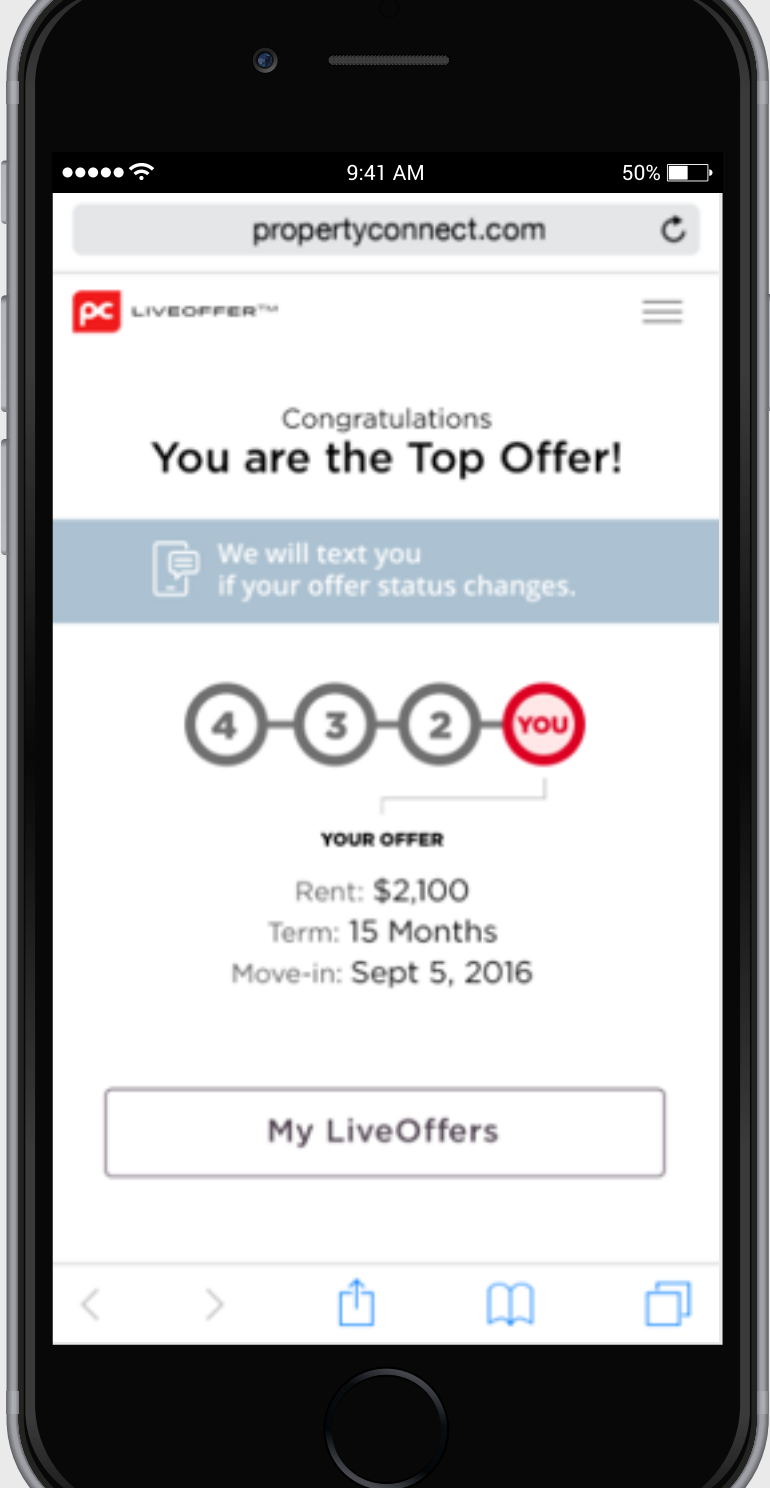 9:41 AM 50%
propertyconnect.com
pc LIVEOFFER™
Congratulations
You are the Top Offer!
We will text you
if your offer status changes.
4 3 2 YOU
YOUR OFFER
Rent: $2,100
Term: 15 Months
Move-in: Sept 5, 2016
My LiveOffers